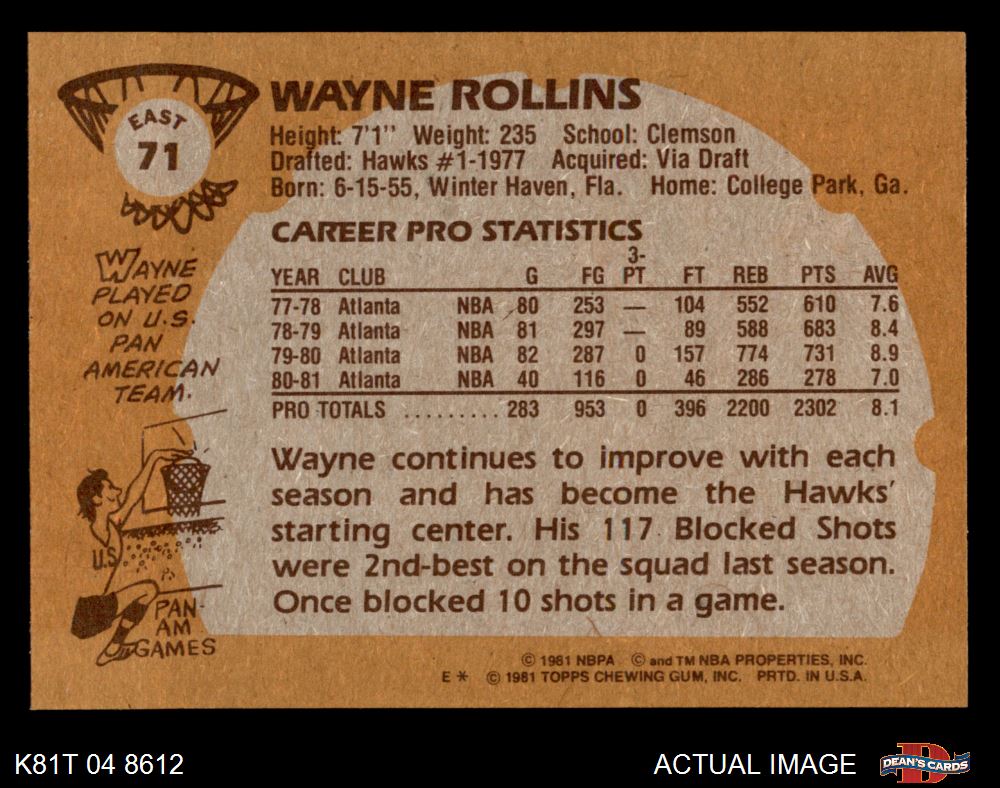 EAST
71
WAYNE ROLLINS
Height: 7'1" Weight: 235 School: Clemson
Drafted: Hawks #1-1977 Acquired: Via Draft
Born: 6-15-55, Winter Haven, Fla. Home: College Park, Ga.
WAYNE
PLAYED
ON U.S.
PAN
AMERICAN
TEAM.
U.S
PAN-
AM
GAMES
CAREER PRO STATISTICS
YEAR CLUB G FG 3-PT FT REB PTS AVG
77-78 Atlanta NBA 80 253 — 104 552 610 7.6
78-79 Atlanta NBA 81 297 — 89 588 683 8.4
79-80 Atlanta NBA 82 287 0 157 774 731 8.9
80-81 Atlanta NBA 40 116 0 46 286 278 7.0
PRO TOTALS ......... 283 953 0 396 2200 2302 8.1
Wayne continues to improve with each
season and has become the Hawks'
starting center. His 117 Blocked Shots
were 2nd-best on the squad last season.
Once blocked 10 shots in a game.
© 1981 NBPA © and TM NBA PROPERTIES, INC.
E * © 1981 TOPPS CHEWING GUM, INC. PRTD. IN U.S.A.
K81T 04 8612
ACTUAL IMAGE
DEAN'S CARDS